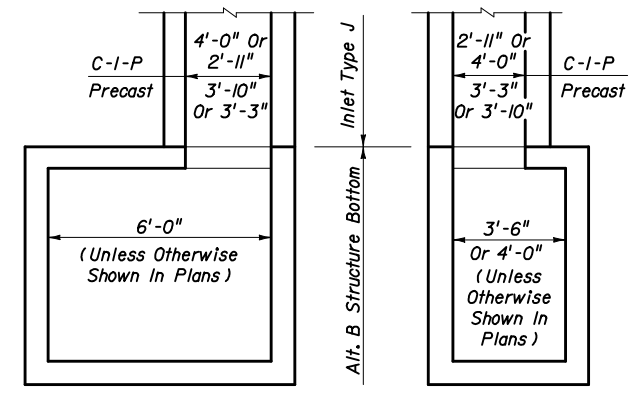 4'-0" Or
2'-11"
C-I-P
Precast
3'-10"
Or 3'-3"
6'-0"
(Unless Otherwise
Shown In Plans)
Inlet Type J
Alt. B Structure Bottom
2'-11" Or
4'-0"
C-I-P
Precast
3'-3"
Or 3'-10"
3'-6"
Or 4'-0"
(Unless
Otherwise
Shown In
Plans)